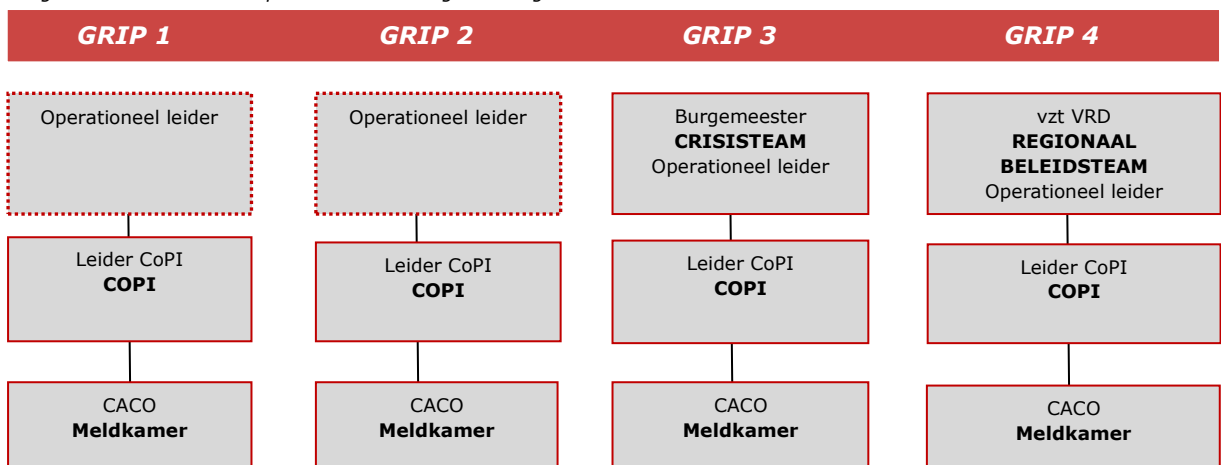 GRIP 1 GRIP 2 GRIP 3 GRIP 4
Operationeel leider
Operationeel leider
Burgemeester
CRISISTEAM
Operationeel leider
vzt VRD
REGIONAAL
BELEIDSTEAM
Operationeel leider
Leider CoPI
COPI
Leider CoPI
COPI
Leider CoPI
COPI
Leider CoPI
COPI
CACO
Meldkamer
CACO
Meldkamer
CACO
Meldkamer
CACO
Meldkamer